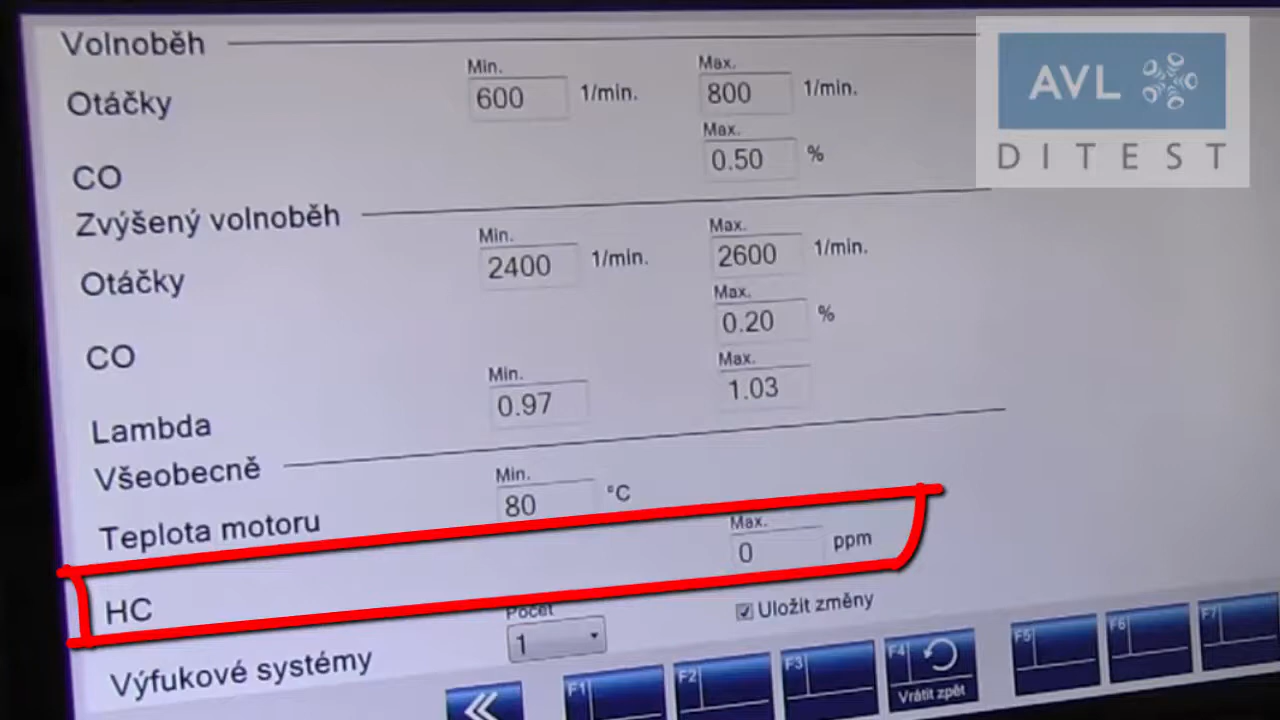 Volnoběh
Min. Max.
Otáčky 600 1/min. 800 1/min.
Max.
CO 0.50 %
Zvýšený volnoběh
Min. Max.
Otáčky 2400 1/min. 2600 1/min.
Max.
CO 0.20 %
Min. Max.
Lambda 0.97 1.03
Všeobecně
Min.
Teplota motoru 80 °C
Max.
HC 0 ppm
Počet
Výfukové systémy 1 Uložit změny
F1 F2 F3 F4 F5 F6 F7
Vrátit zpět
AVL
DITEST